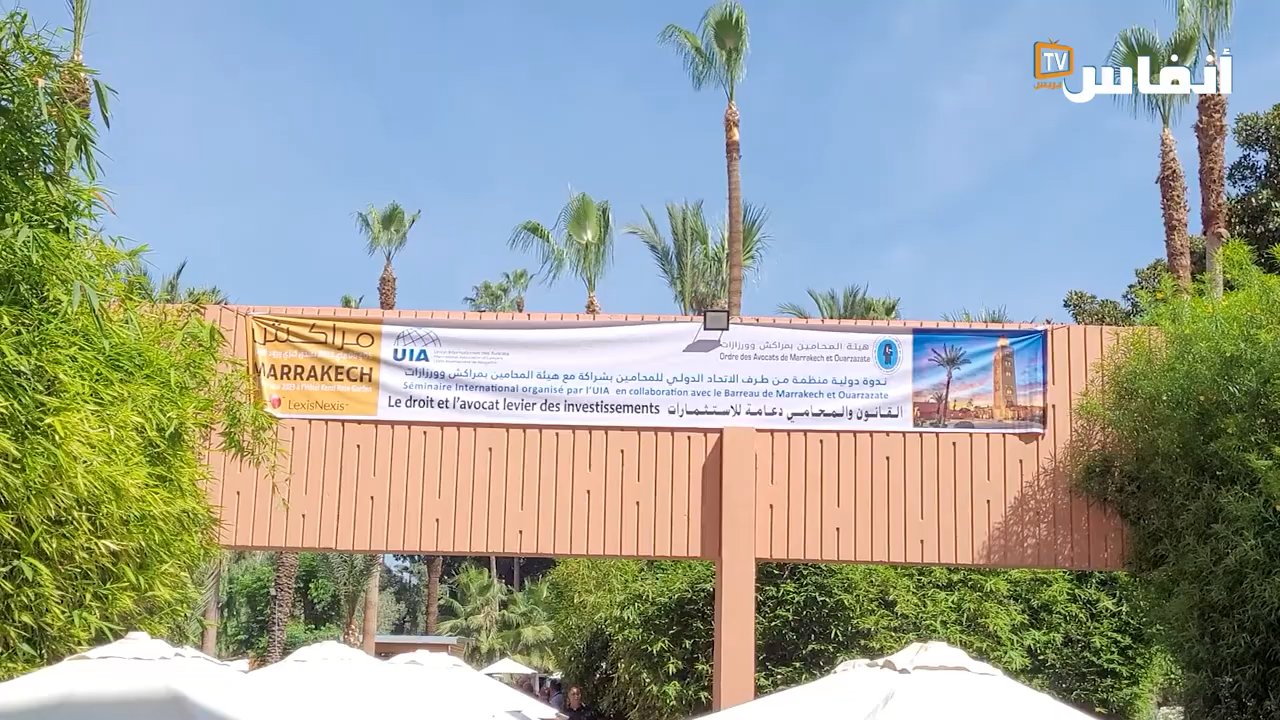 أنفاس
TV
بريس
مراكش
MARRAKECH
LexisNexis
UIA
هيئة المحامين بمراكش وورزازات
Ordre des Avocats de Marrakech et Ouarzazate
ندوة دولية منظمة من طرف الاتحاد الدولي للمحامين بشراكة مع هيئة المحامين بمراكش وورزازات
Séminaire International organisé par l'UIA en collaboration avec le Barreau de Marrakech et Ouarzazate
Le droit et l'avocat levier des investissements القانون والمحامي دعامة للاستثمارات